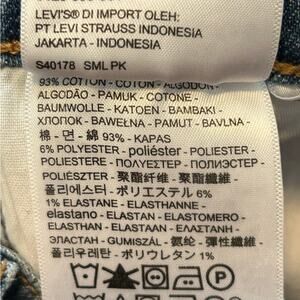 LEVI'S® DI IMPORT OLEH:
PT LEVI STRAUSS INDONESIA
JAKARTA - INDONESIA
S40178 SML PK
93% COTTON - COTON - ALGODÓN -
ALGODÃO - PAMUK - COTONE -
BAUMWOLLE - KATOEN - BAMBAKI -
ХЛОПОК - BAWEŁNA - PAMUT - BAVLNA -
棉 - 면 - 綿 93% - KAPAS
6% POLYESTER - poliéster - POLIESTER -
POLIESTERE - ΠΟΛΥΕΣΤΕΡ - ПОЛИЭСТЕР -
POLIÉSZTER - 聚酯纤维 - 聚酯纖維 -
폴리에스터 - ポリエステル 6%
1% ELASTANE - ELASTHANNE -
elastano - ELASTAN - ELASTOMERO -
ELASTHAN - ELASTAAN - ΕΛΑΣΤΑΝΗ -
ЭЛАСТАН - GUMISZÁL - 氨纶 - 彈性纖維 -
폴리우레탄 - ポリウレタン 1%